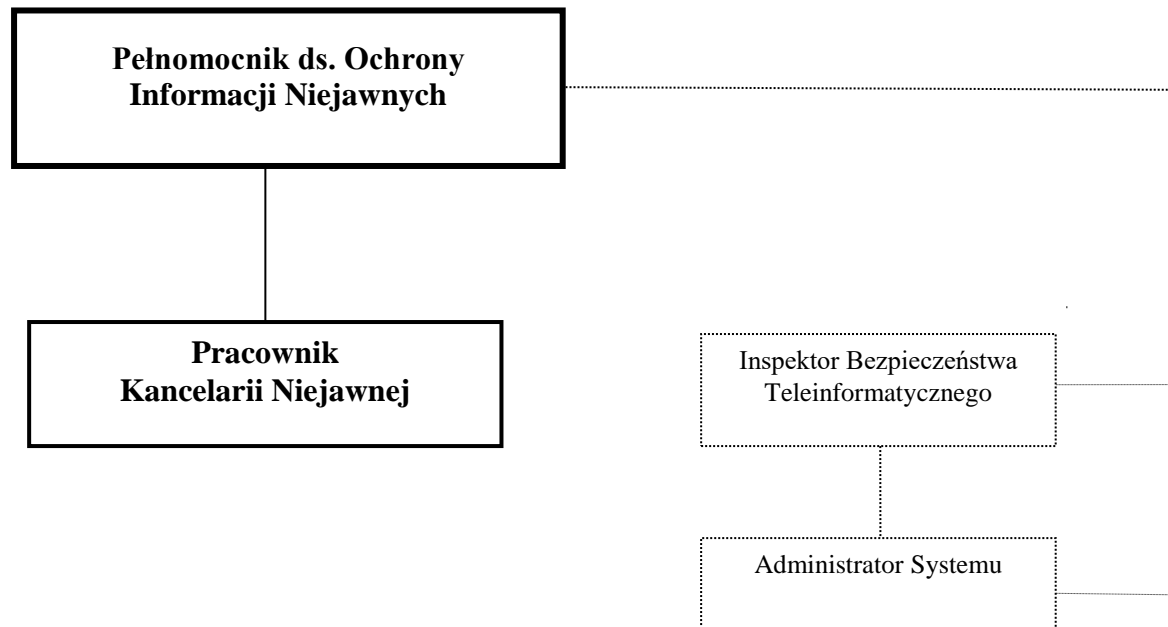 Pełnomocnik ds. Ochrony
Informacji Niejawnych
Pracownik
Kancelarii Niejawnej
Inspektor Bezpieczeństwa
Teleinformatycznego
Administrator Systemu